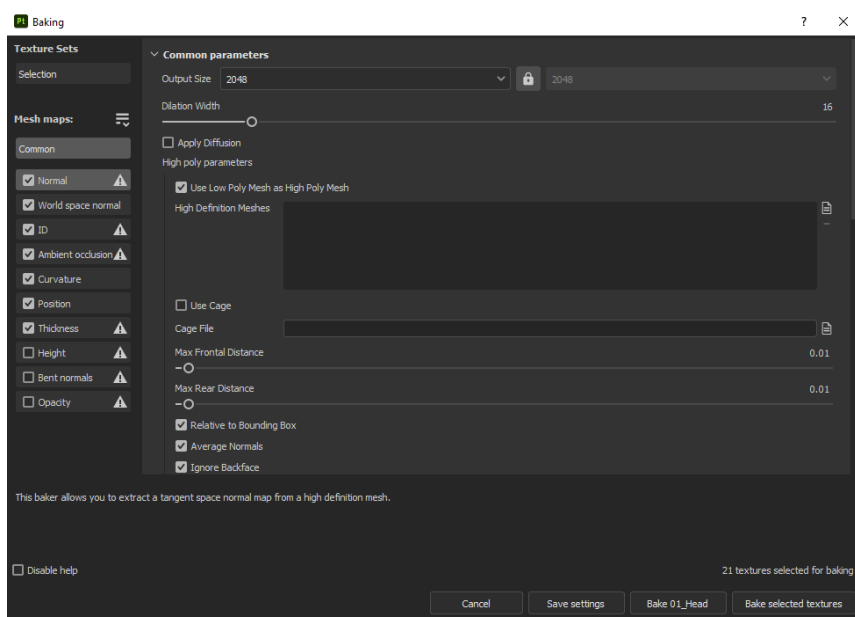 Pt Baking ? ×
Texture Sets
Selection
Mesh maps:
Common
Normal
World space normal
ID
Ambient occlusion
Curvature
Position
Thickness
Height
Bent normals
Opacity
Common parameters
Output Size 2048 2048
Dilation Width 16
Apply Diffusion
High poly parameters
Use Low Poly Mesh as High Poly Mesh
High Definition Meshes
Use Cage
Cage File
Max Frontal Distance 0.01
Max Rear Distance 0.01
Relative to Bounding Box
Average Normals
Ignore Backface
This baker allows you to extract a tangent space normal map from a high definition mesh.
Disable help
21 textures selected for baking
Cancel Save settings Bake 01_Head Bake selected textures